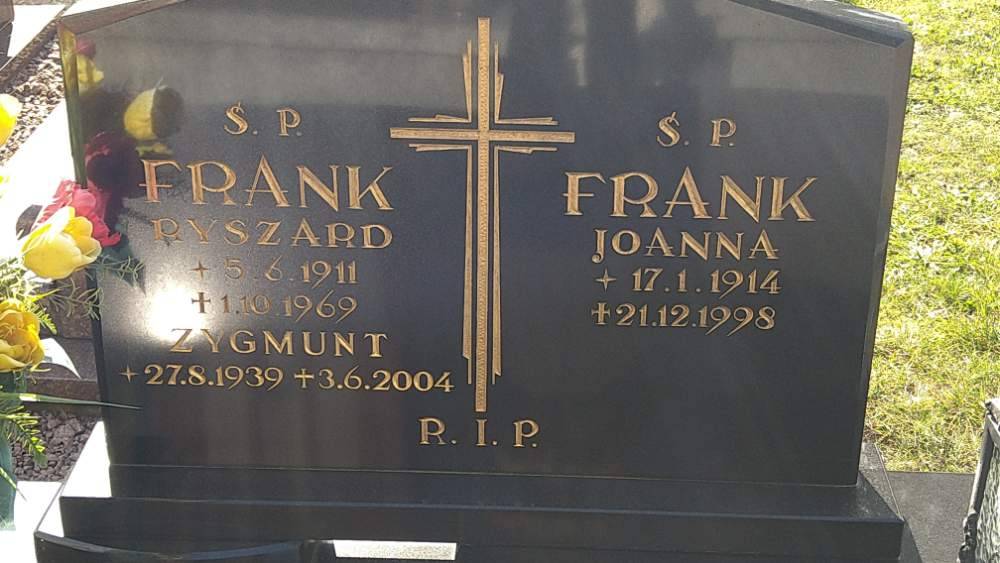 Ś. P.
FRANK
RYSZARD
+ 5.6.1911
† 1.10.1969
ZYGMUNT
+ 27.8.1939 + 3.6.2004
Ś. P.
FRANK
JOANNA
+ 17.1.1914
† 21.12.1998
R. I. P.